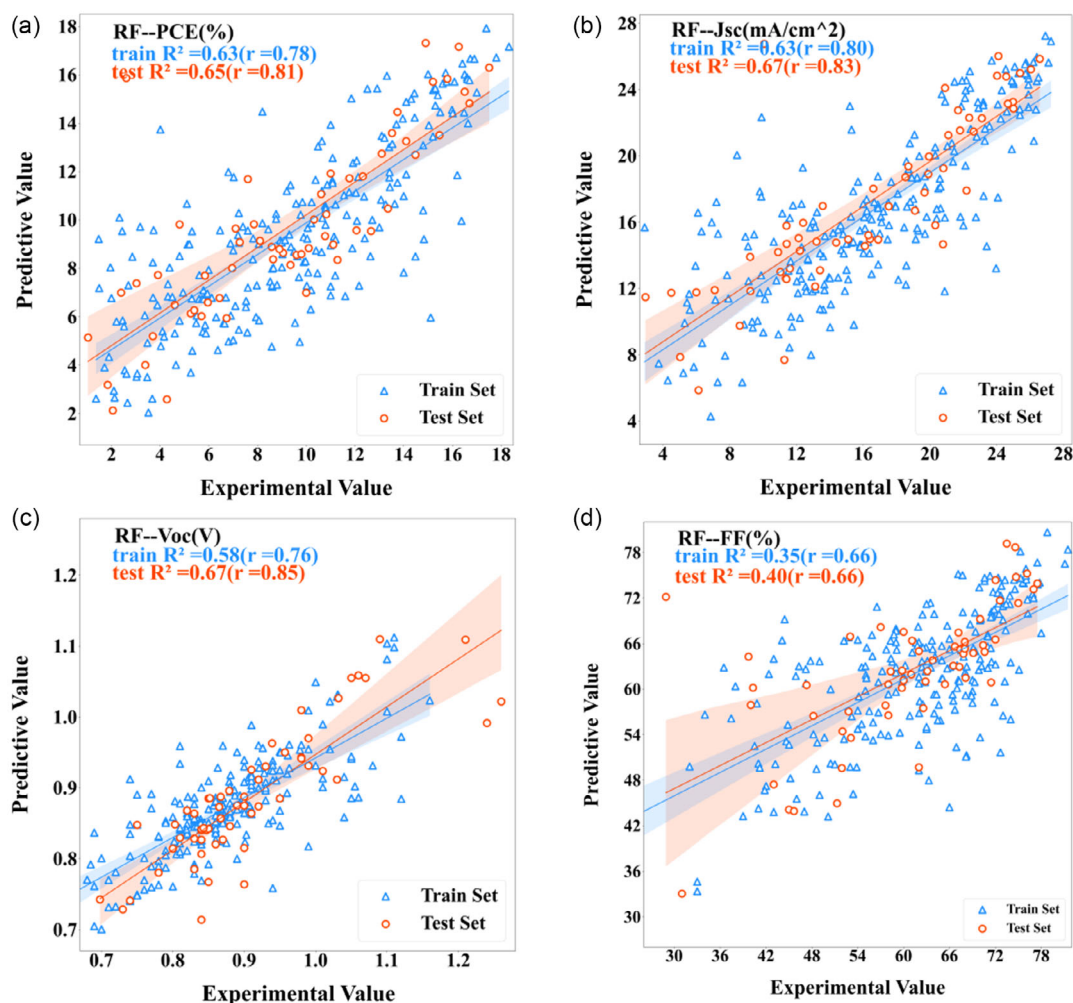 (a)
RF--PCE(%)
train R² =0.63(r =0.78)
test R² =0.65(r =0.81)
18
16
14
12
10
8
6
4
2
Predictive Value
Train Set
Test Set
2 4 6 8 10 12 14 16 18
Experimental Value
(b)
RF--Jsc(mA/cm^2)
train R² =0.63(r =0.80)
test R² =0.67(r =0.83)
28
24
20
16
12
8
4
Predictive Value
Train Set
Test Set
4 8 12 16 20 24 28
Experimental Value
(c)
RF--Voc(V)
train R² =0.58(r =0.76)
test R² =0.67(r =0.85)
1.2
1.1
1.0
0.9
0.8
0.7
Predictive Value
Train Set
Test Set
0.7 0.8 0.9 1.0 1.1 1.2
Experimental Value
(d)
RF--FF(%)
train R² =0.35(r =0.66)
test R² =0.40(r =0.66)
78
72
66
60
54
48
42
36
30
Predictive Value
Train Set
Test Set
30 36 42 48 54 60 66 72 78
Experimental Value